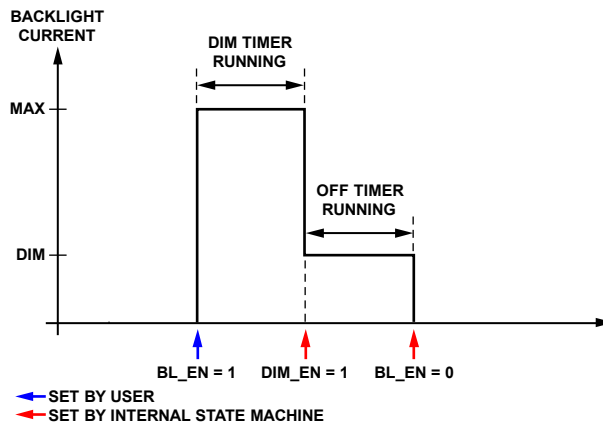 BACKLIGHT
CURRENT
DIM TIMER
RUNNING
MAX
OFF TIMER
RUNNING
DIM
BL_EN = 1 DIM_EN = 1 BL_EN = 0
SET BY USER
SET BY INTERNAL STATE MACHINE